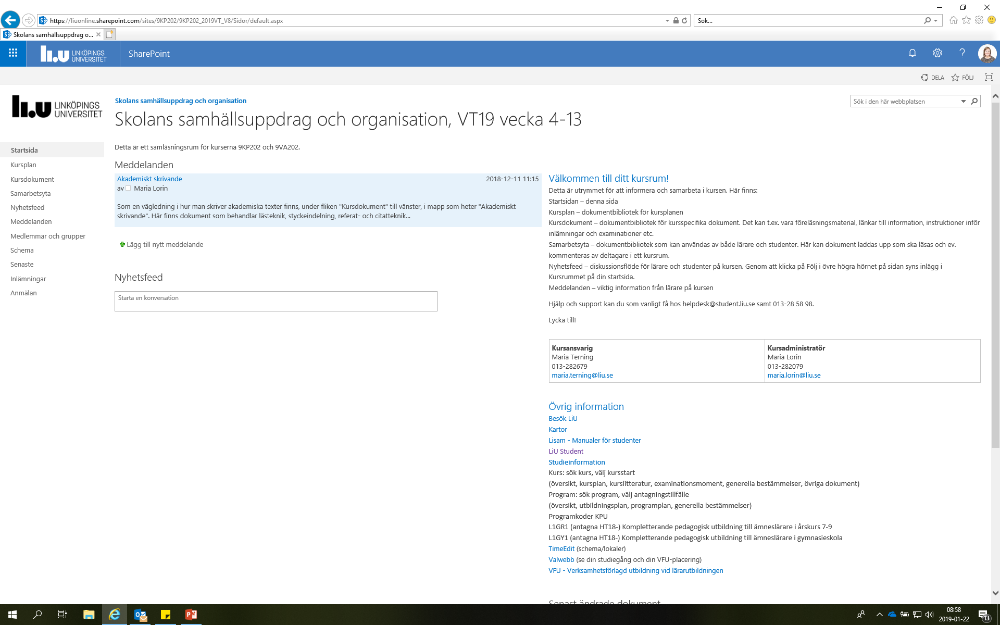 https://liuonline.sharepoint.com/sites/9KP202/9KP202_2019VT_V8/Sidor/default.aspx
Sök...
Skolans samhällsuppdrag o...
LINKÖPINGS UNIVERSITET
SharePoint
DELA
FÖLJ
li.u LINKÖPINGS UNIVERSITET
Skolans samhällsuppdrag och organisation
Sök i den här webbplatsen
Skolans samhällsuppdrag och organisation, VT19 vecka 4-13
Startsida
Kursplan
Kursdokument
Samarbetsyta
Nyhetsfeed
Meddelanden
Medlemmar och grupper
Schema
Senaste
Inlämningar
Anmälan
Detta är ett samläsningsrum för kurserna 9KP202 och 9VA202.
Meddelanden
Akademiskt skrivande 2018-12-11 11:15
av Maria Lorin
Som en vägledning i hur man skriver akademiska texter finns, under fliken "Kursdokument" till vänster, i mapp som heter "Akademiskt
skrivande". Här finns dokument som behandlar lästeknik, styckeindelning, referat- och citatteknik...
Lägg till nytt meddelande
Nyhetsfeed
Starta en konversation
Välkommen till ditt kursrum!
Detta är utrymmet för att informera och samarbeta i kursen. Här finns:
Startsidan – denna sida
Kursplan – dokumentbibliotek för kursplanen
Kursdokument – dokumentbibliotek för kursspecifika dokument. Det kan t.ex. vara föreläsningsmaterial, länkar till information, instruktioner inför
inlämningar och examinationer etc.
Samarbetsyta – dokumentbibliotek som kan användas av både lärare och studenter. Här kan dokument laddas upp som ska läsas och ev.
kommenteras av deltagare i ett kursrum.
Nyhetsfeed – diskussionsflöde för lärare och studenter på kursen. Genom att klicka på Följ i övre högra hörnet på sidan syns inlägg i
Kursrummet på din startsida.
Meddelanden – viktig information från lärare på kursen
Hjälp och support kan du som vanligt få hos helpdesk@student.liu.se samt 013-28 58 98.
Lycka till!
Kursansvarig
Maria Terning
013-282679
maria.terning@liu.se
Kursadministratör
Maria Lorin
013-282079
maria.lorin@liu.se
Övrig information
Besök LiU
Kartor
Lisam - Manualer för studenter
LiU Student
Studieinformation
Kurs: sök kurs, välj kursstart
(översikt, kursplan, kurslitteratur, examinationsmoment, generella bestämmelser, övriga dokument)
Program: sök program, välj antagningstillfälle
(översikt, utbildningsplan, programplan, generella bestämmelser)
Programkoder KPU
L1GR1 (antagna HT18-) Kompletterande pedagogisk utbildning till ämneslärare i årskurs 7-9
L1GY1 (antagna HT18-) Kompletterande pedagogisk utbildning till ämneslärare i gymnasieskola
TimeEdit (schema/lokaler)
Valwebb (se din studiegång och din VFU-placering)
VFU - Verksamhetsförlagd utbildning vid lärarutbildningen
Senast ändrade dokument
08:58
2019-01-22
13